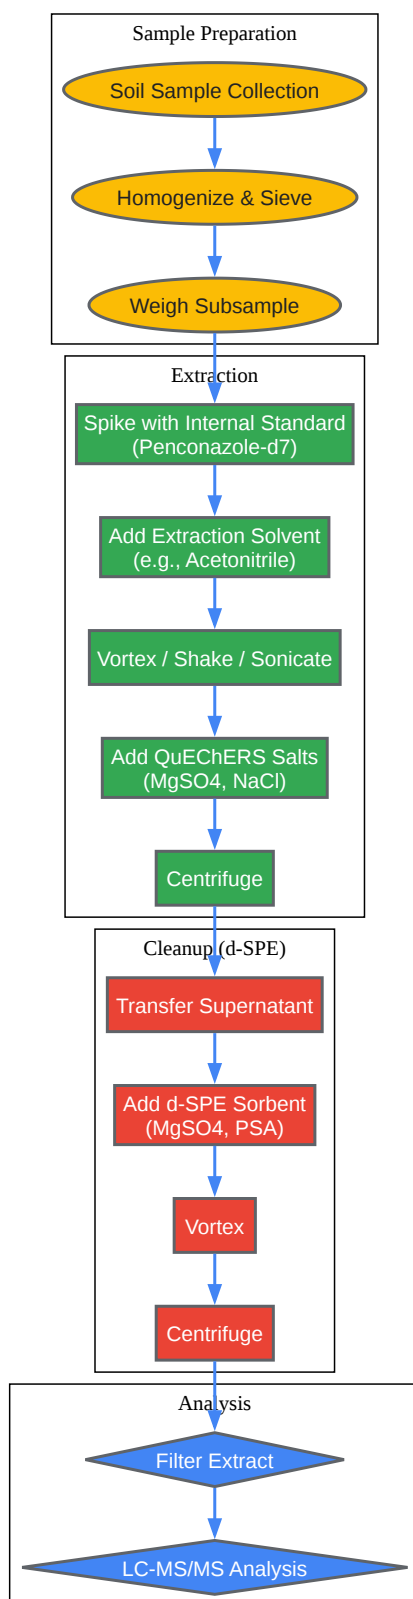 Sample Preparation
Soil Sample Collection
Homogenize & Sieve
Weigh Subsample
Extraction
Spike with Internal Standard
(Penconazole-d7)
Add Extraction Solvent
(e.g., Acetonitrile)
Vortex / Shake / Sonicate
Add QuEChERS Salts
(MgSO4, NaCl)
Centrifuge
Cleanup (d-SPE)
Transfer Supernatant
Add d-SPE Sorbent
(MgSO4, PSA)
Vortex
Centrifuge
Analysis
Filter Extract
LC-MS/MS Analysis